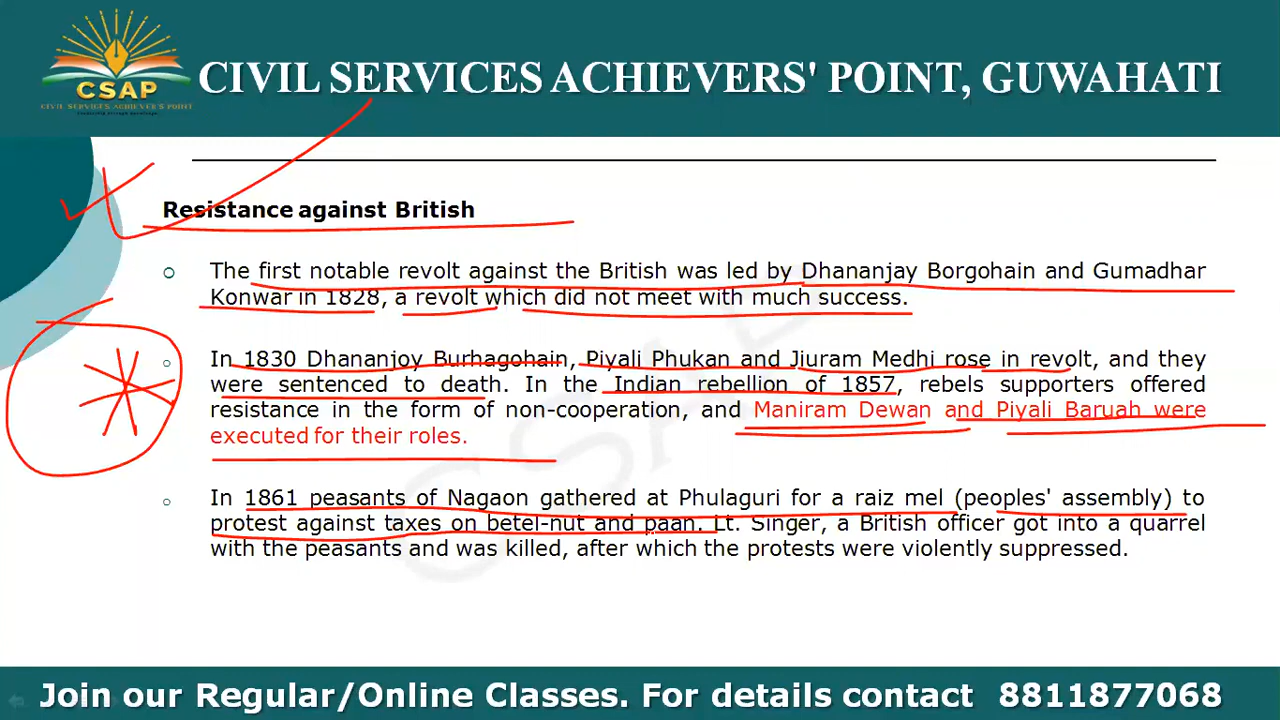 CSAP
CIVIL SERVICES ACHIEVER'S POINT
CIVIL SERVICES ACHIEVERS' POINT, GUWAHATI
Resistance against British
The first notable revolt against the British was led by Dhananjay Borgohain and Gumadhar
Konwar in 1828, a revolt which did not meet with much success.
In 1830 Dhananjoy Burhagohain, Piyali Phukan and Jiuram Medhi rose in revolt, and they
were sentenced to death. In the Indian rebellion of 1857, rebels supporters offered
resistance in the form of non-cooperation, and Maniram Dewan and Piyali Baruah were
executed for their roles.
In 1861 peasants of Nagaon gathered at Phulaguri for a raiz mel (peoples' assembly) to
protest against taxes on betel-nut and paan. Lt. Singer, a British officer got into a quarrel
with the peasants and was killed, after which the protests were violently suppressed.
CSAP
Join our Regular/Online Classes. For details contact 8811877068